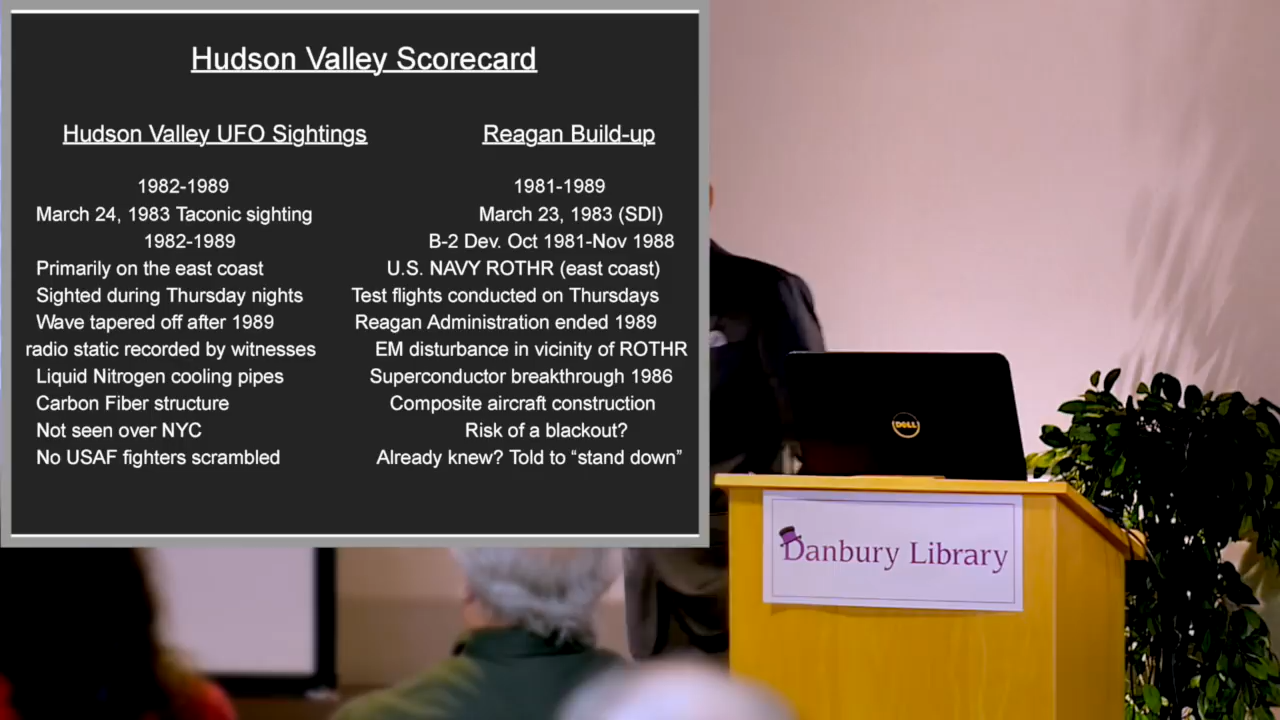 Hudson Valley Scorecard
Hudson Valley UFO Sightings Reagan Build-up
1982-1989 1981-1989
March 24, 1983 Taconic sighting March 23, 1983 (SDI)
1982-1989 B-2 Dev. Oct 1981-Nov 1988
Primarily on the east coast U.S. NAVY ROTHR (east coast)
Sighted during Thursday nights Test flights conducted on Thursdays
Wave tapered off after 1989 Reagan Administration ended 1989
radio static recorded by witnesses EM disturbance in vicinity of ROTHR
Liquid Nitrogen cooling pipes Superconductor breakthrough 1986
Carbon Fiber structure Composite aircraft construction
Not seen over NYC Risk of a blackout?
No USAF fighters scrambled Already knew? Told to “stand down”
DELL
Danbury Library